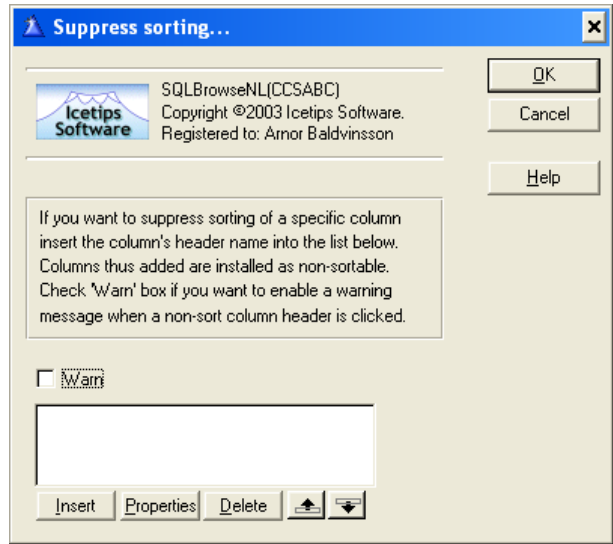 Suppress sorting...
OK
Cancel
Help
Icetips
Software
SQLBrowseNL(CCSABC)
Copyright ©2003 Icetips Software.
Registered to: Arnor Baldvinsson
If you want to suppress sorting of a specific column
insert the column's header name into the list below.
Columns thus added are installed as non-sortable.
Check 'Warn' box if you want to enable a warning
message when a non-sort column header is clicked.
Warn
Insert Properties Delete